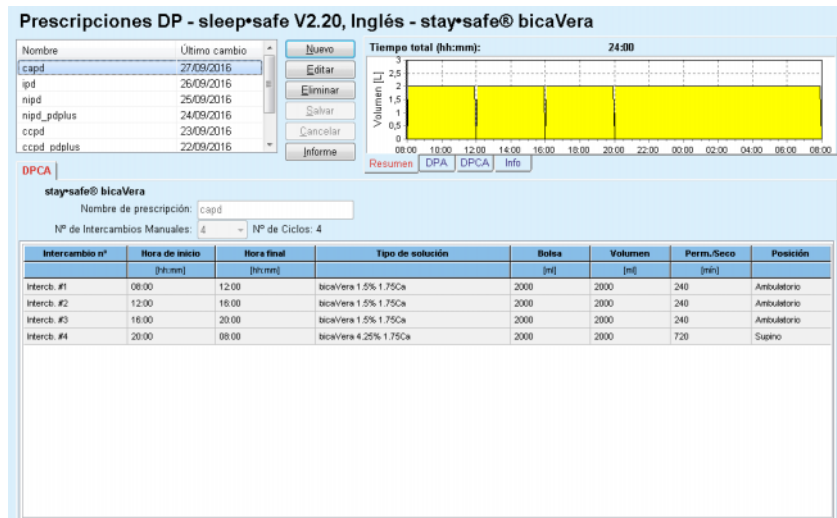 Prescripciones DP - sleep•safe V2.20, Inglés - stay•safe® bicaVera
Nombre Último cambio
capd 27/09/2016
ipd 26/09/2016
nipd 25/09/2016
nipd_pdplus 24/09/2016
ccpd 23/09/2016
ccpd_pdplus 22/09/2016
Nuevo
Editar
Eliminar
Salvar
Cancelar
Informe
Tiempo total (hh:mm): 24:00
Volumen [L]
3
2,5
2
1,5
1
0,5
0
08:00 10:00 12:00 14:00 16:00 18:00 20:00 22:00 00:00 02:00 04:00 06:00 08:00
Resumen DPA DPCA Info
DPCA
stay•safe® bicaVera
Nombre de prescripción: capd
Nº de Intercambios Manuales: 4 Nº de Ciclos: 4
Intercambio nº Hora de inicio Hora final Tipo de solución Bolsa Volumen Perm./Seco Posición
[hh:mm] [hh:mm] [ml] [ml] [min]
Intercb. #1 08:00 12:00 bicaVera 1.5% 1.75Ca 2000 2000 240 Ambulatorio
Intercb. #2 12:00 16:00 bicaVera 1.5% 1.75Ca 2000 2000 240 Ambulatorio
Intercb. #3 16:00 20:00 bicaVera 1.5% 1.75Ca 2000 2000 240 Ambulatorio
Intercb. #4 20:00 08:00 bicaVera 4.25% 1.75Ca 2000 2000 720 Supino